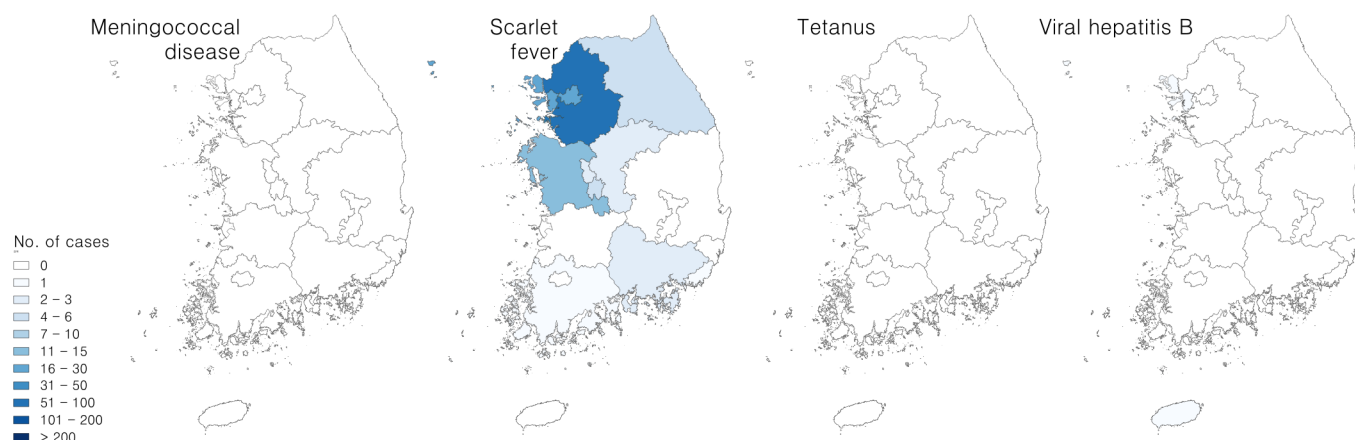 Meningococcal
disease
Scarlet
fever
Tetanus
Viral hepatitis B
No. of cases
0
1
2 – 3
4 – 6
7 – 10
11 – 15
16 – 30
31 – 50
51 – 100
101 – 200
> 200